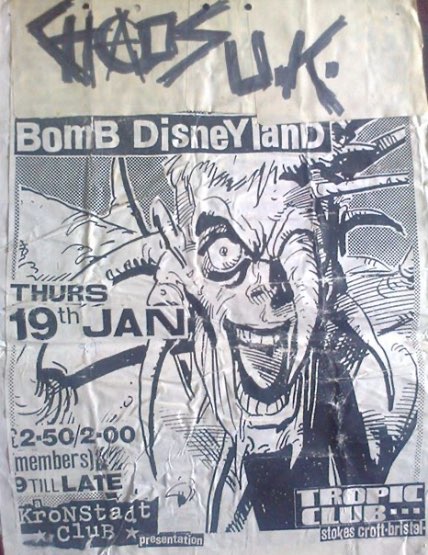 CHAOS
U.K.
BomB DisneYland
THURS
19th JAN
£2·50/2·00
(members)
9 TILL LATE
a
KroNStadt
Club
presentation
TROPIC
CLUB
stokes croft-bristol